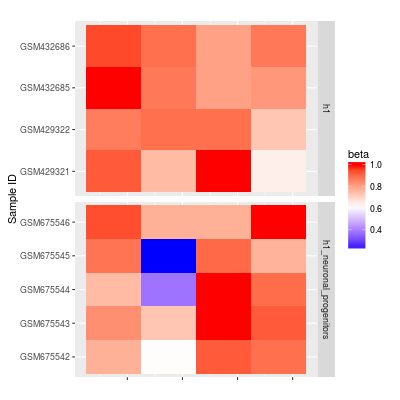 GSM432686
GSM432685
GSM429322
GSM429321
h1
GSM675546
GSM675545
GSM675544
GSM675543
GSM675542
h1_neuronal_progenitors
Sample ID
beta
1.0
0.8
0.6
0.4